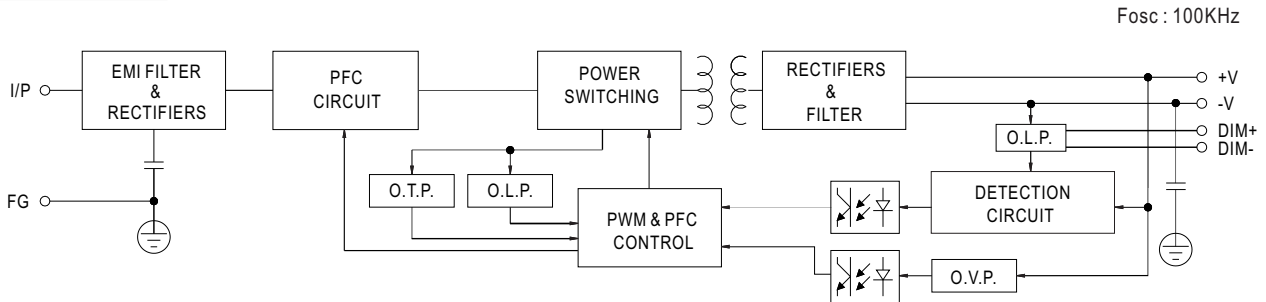 Fosc : 100KHz
I/P
EMI FILTER
&
RECTIFIERS
PFC
CIRCUIT
POWER
SWITCHING
RECTIFIERS
&
FILTER
+V
-V
DIM+
DIM-
O.L.P.
FG
O.T.P.
O.L.P.
PWM & PFC
CONTROL
DETECTION
CIRCUIT
O.V.P.